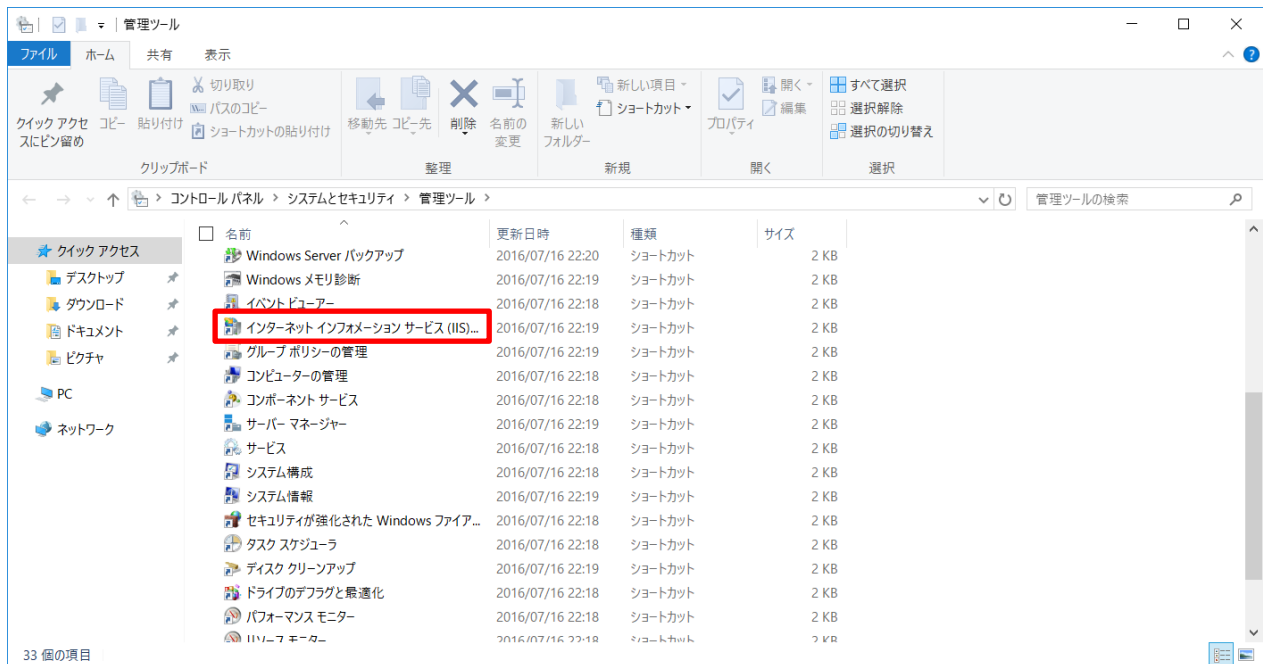 管理ツール
ファイル ホーム 共有 表示
クイック アクセスにピン留め
コピー
貼り付け
切り取り
パスのコピー
ショートカットの貼り付け
クリップボード
移動先
コピー先
削除
名前の変更
整理
新しいフォルダー
新しい項目
ショートカット
新規
プロパティ
開く
編集
開く
すべて選択
選択解除
選択の切り替え
選択
コントロール パネル > システムとセキュリティ > 管理ツール >
管理ツールの検索
クイック アクセス
デスクトップ
ダウンロード
ドキュメント
ピクチャ
PC
ネットワーク
名前 更新日時 種類 サイズ
Windows Server バックアップ 2016/07/16 22:20 ショートカット 2 KB
Windows メモリ診断 2016/07/16 22:19 ショートカット 2 KB
イベント ビューアー 2016/07/16 22:18 ショートカット 2 KB
インターネット インフォメーション サービス (IIS)... 2016/07/16 22:19 ショートカット 2 KB
グループ ポリシーの管理 2016/07/16 22:19 ショートカット 2 KB
コンピューターの管理 2016/07/16 22:18 ショートカット 2 KB
コンポーネント サービス 2016/07/16 22:18 ショートカット 2 KB
サーバー マネージャー 2016/07/16 22:19 ショートカット 2 KB
サービス 2016/07/16 22:18 ショートカット 2 KB
システム構成 2016/07/16 22:18 ショートカット 2 KB
システム情報 2016/07/16 22:19 ショートカット 2 KB
セキュリティが強化された Windows ファイア... 2016/07/16 22:18 ショートカット 2 KB
タスク スケジューラ 2016/07/16 22:18 ショートカット 2 KB
ディスク クリーンアップ 2016/07/16 22:19 ショートカット 2 KB
ドライブのデフラグと最適化 2016/07/16 22:18 ショートカット 2 KB
パフォーマンス モニター 2016/07/16 22:18 ショートカット 2 KB
リソース モニター 2016/07/16 22:18 ショートカット 2 KB
33 個の項目